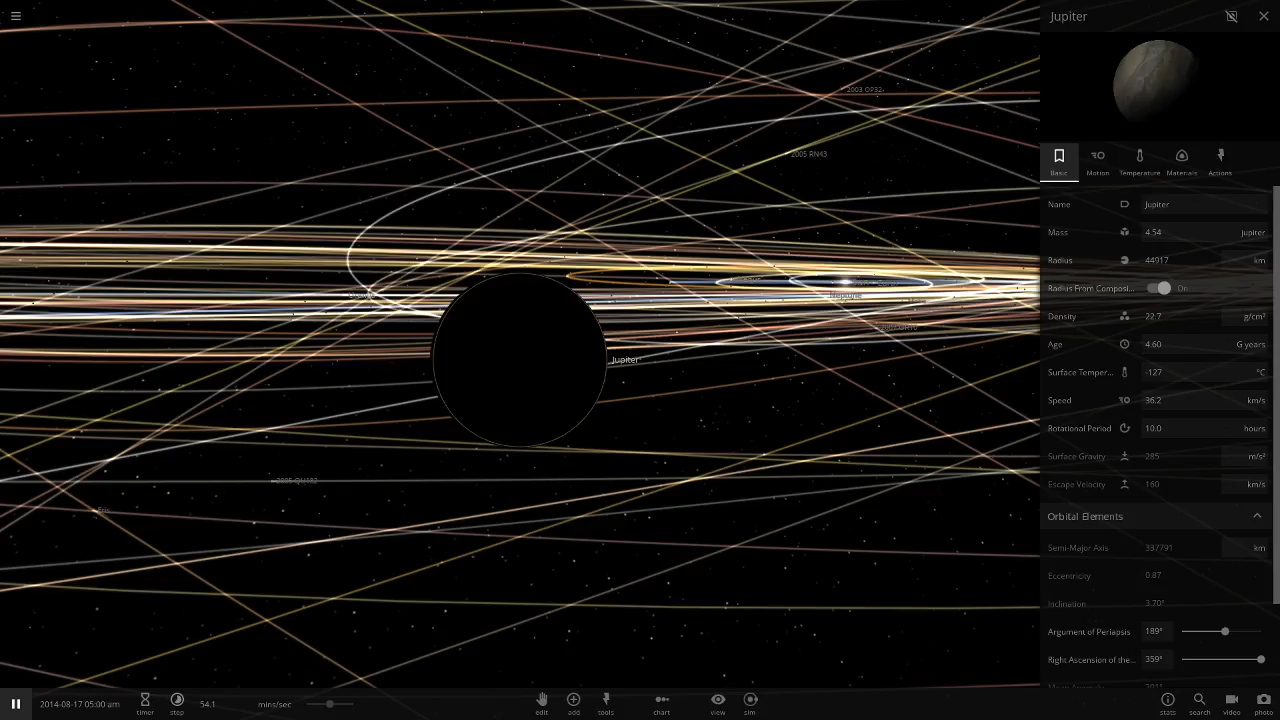 Jupiter
2003 OP32
2005 RN43
Neptune
Jupiter
2005 QU182
Eris
Basic
Motion
Temperature
Materials
Actions
Name Jupiter
Mass 4.54 Jupiter
Radius 44917 km
Radius From Composi... On
Density 22.7 g/cm³
Age 4.60 G years
Surface Temper... -127 °C
Speed 36.2 km/s
Rotational Period 10.0 hours
Surface Gravity 285 m/s²
Escape Velocity 160 km/s
Orbital Elements
Semi-Major Axis 337791 km
Eccentricity 0.87
Inclination 3.70°
Argument of Periapsis 189°
Right Ascension of the... 359°
2014-08-17 05:00 am
timer
step
54.1 mins/sec
edit
add
tools
chart
view
sim
stats
search
video
photo